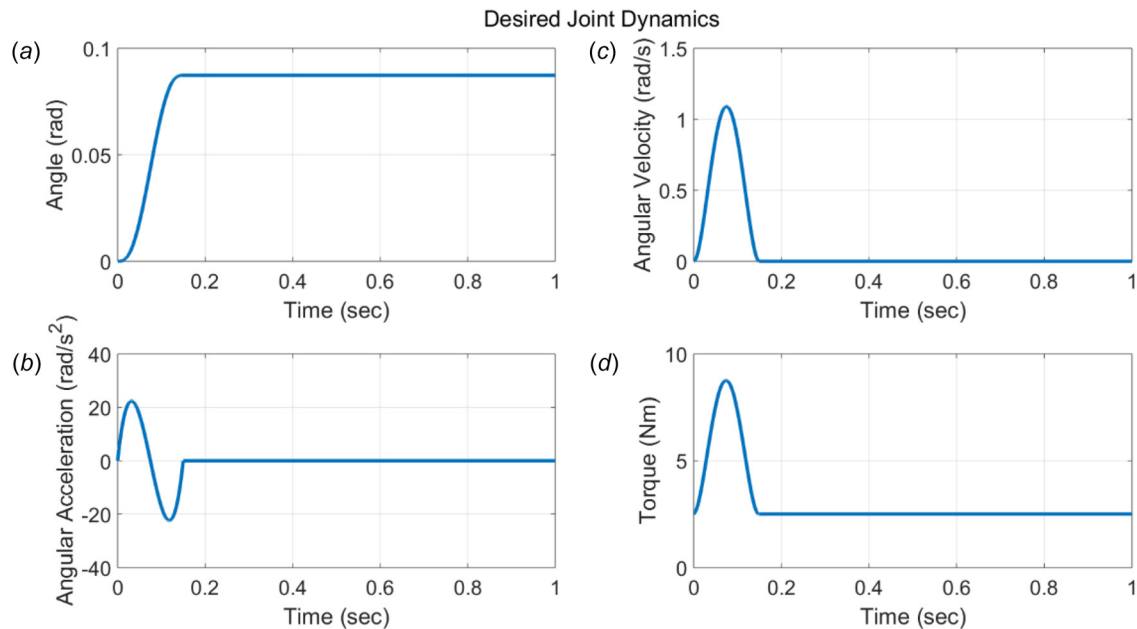 Desired Joint Dynamics
(a)
Angle (rad)
0.1
0.05
0
0 0.2 0.4 0.6 0.8 1
Time (sec)
(c)
Angular Velocity (rad/s)
1.5
1
0.5
0
0 0.2 0.4 0.6 0.8 1
Time (sec)
(b)
Angular Acceleration (rad/s²)
40
20
0
-20
-40
0 0.2 0.4 0.6 0.8 1
Time (sec)
(d)
Torque (Nm)
10
5
0
0 0.2 0.4 0.6 0.8 1
Time (sec)